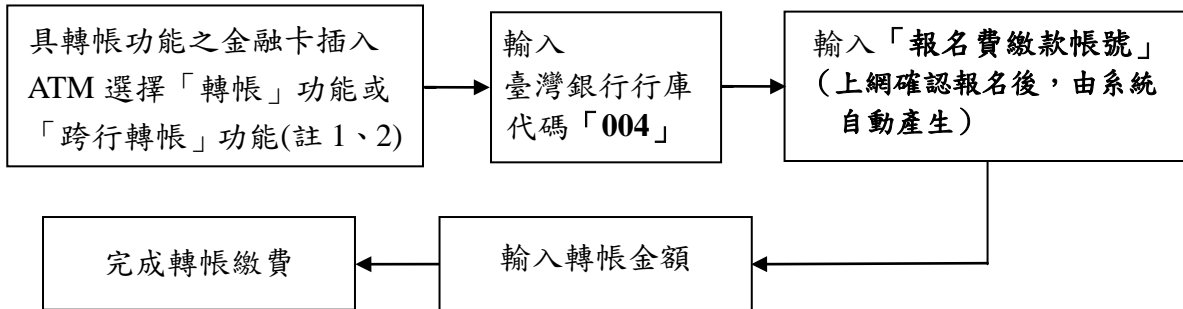 具轉帳功能之金融卡插入
ATM 選擇「轉帳」功能或
「跨行轉帳」功能(註 1、2)
輸入
臺灣銀行行庫
代碼「004」
輸入「報名費繳款帳號」
（上網確認報名後，由系統
自動產生）
輸入轉帳金額
完成轉帳繳費